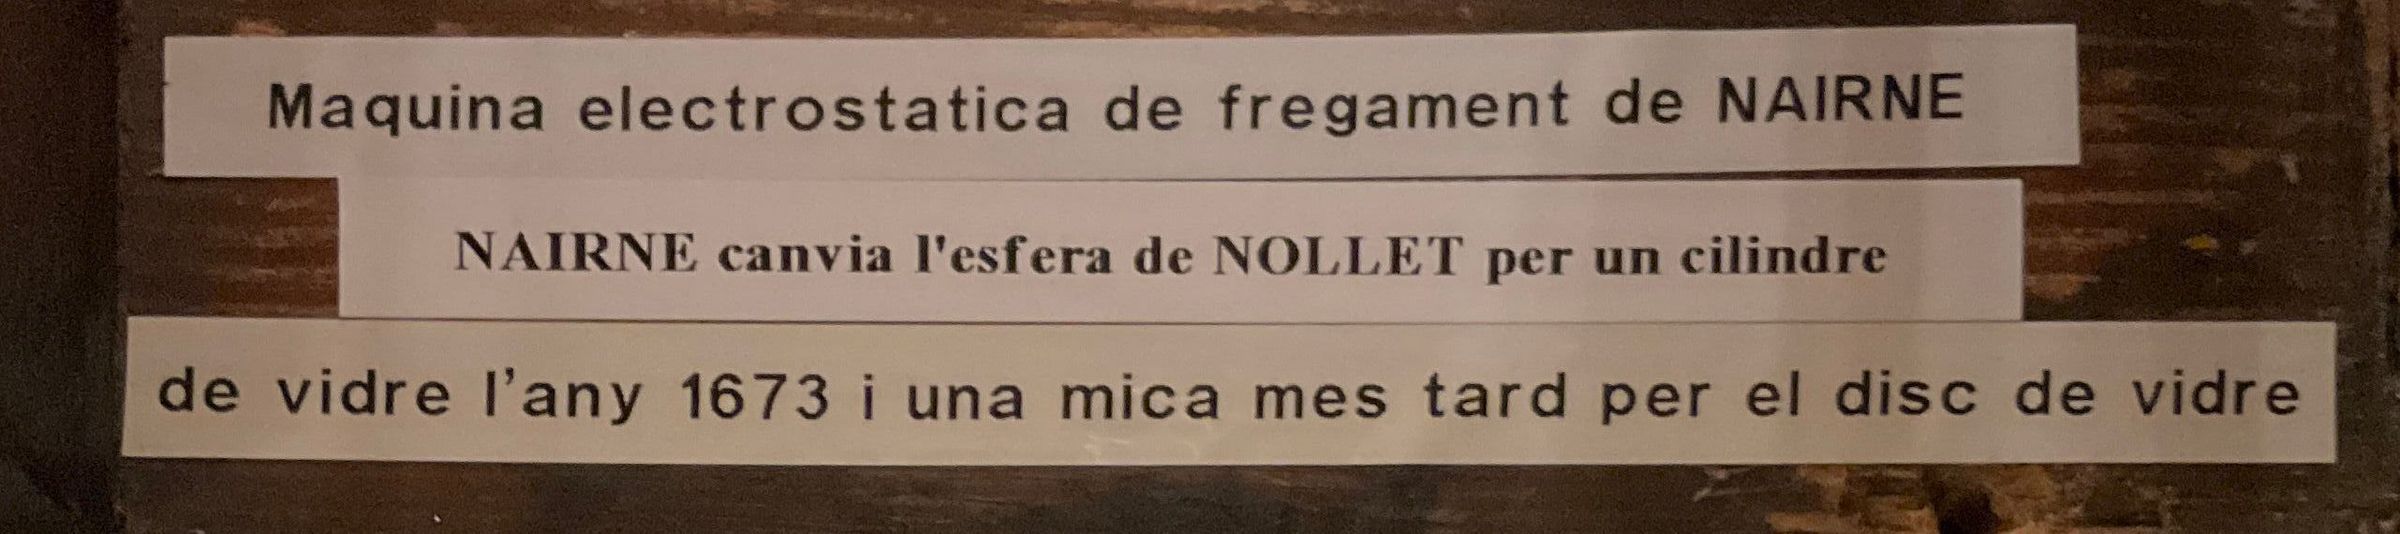 Maquina electrostatica de fregament de NAIRNE
NAIRNE canvia l'esfera de NOLLET per un cilindre
de vidre l’any 1673 i una mica mes tard per el disc de vidre